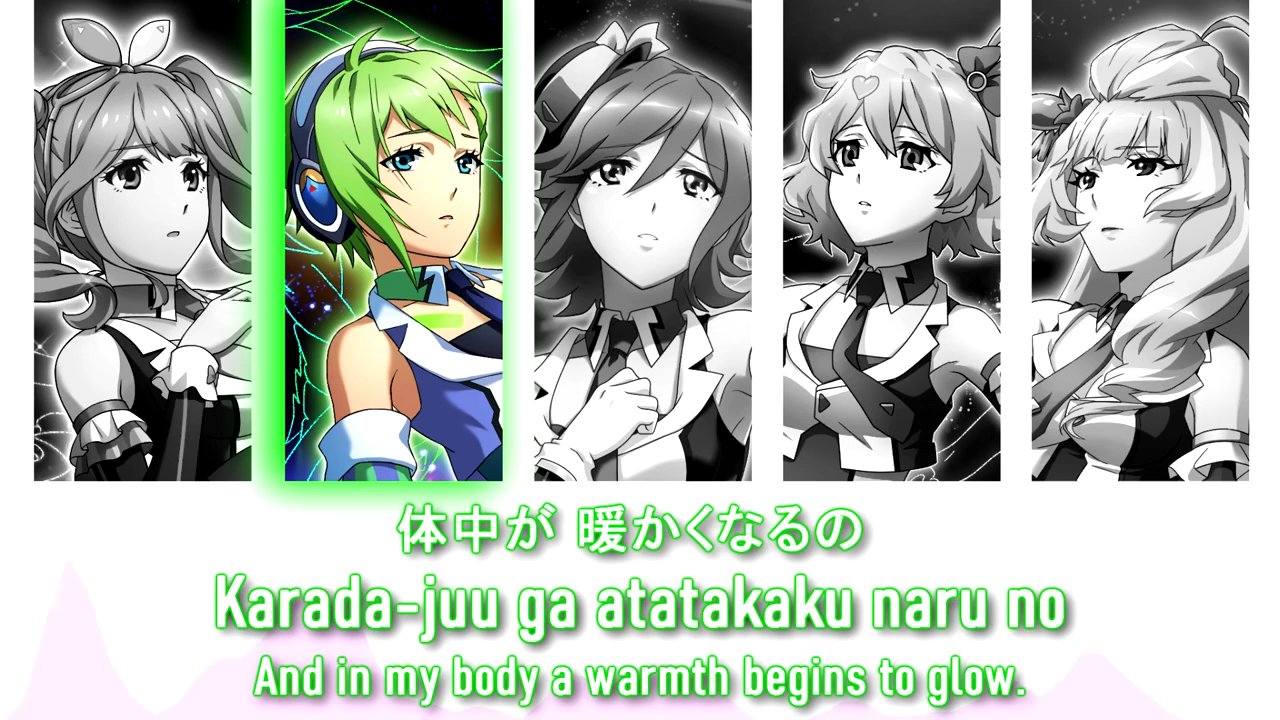 体中が 暖かくなるの
Karada-juu ga atatakaku naru no
And in my body a warmth begins to glow.